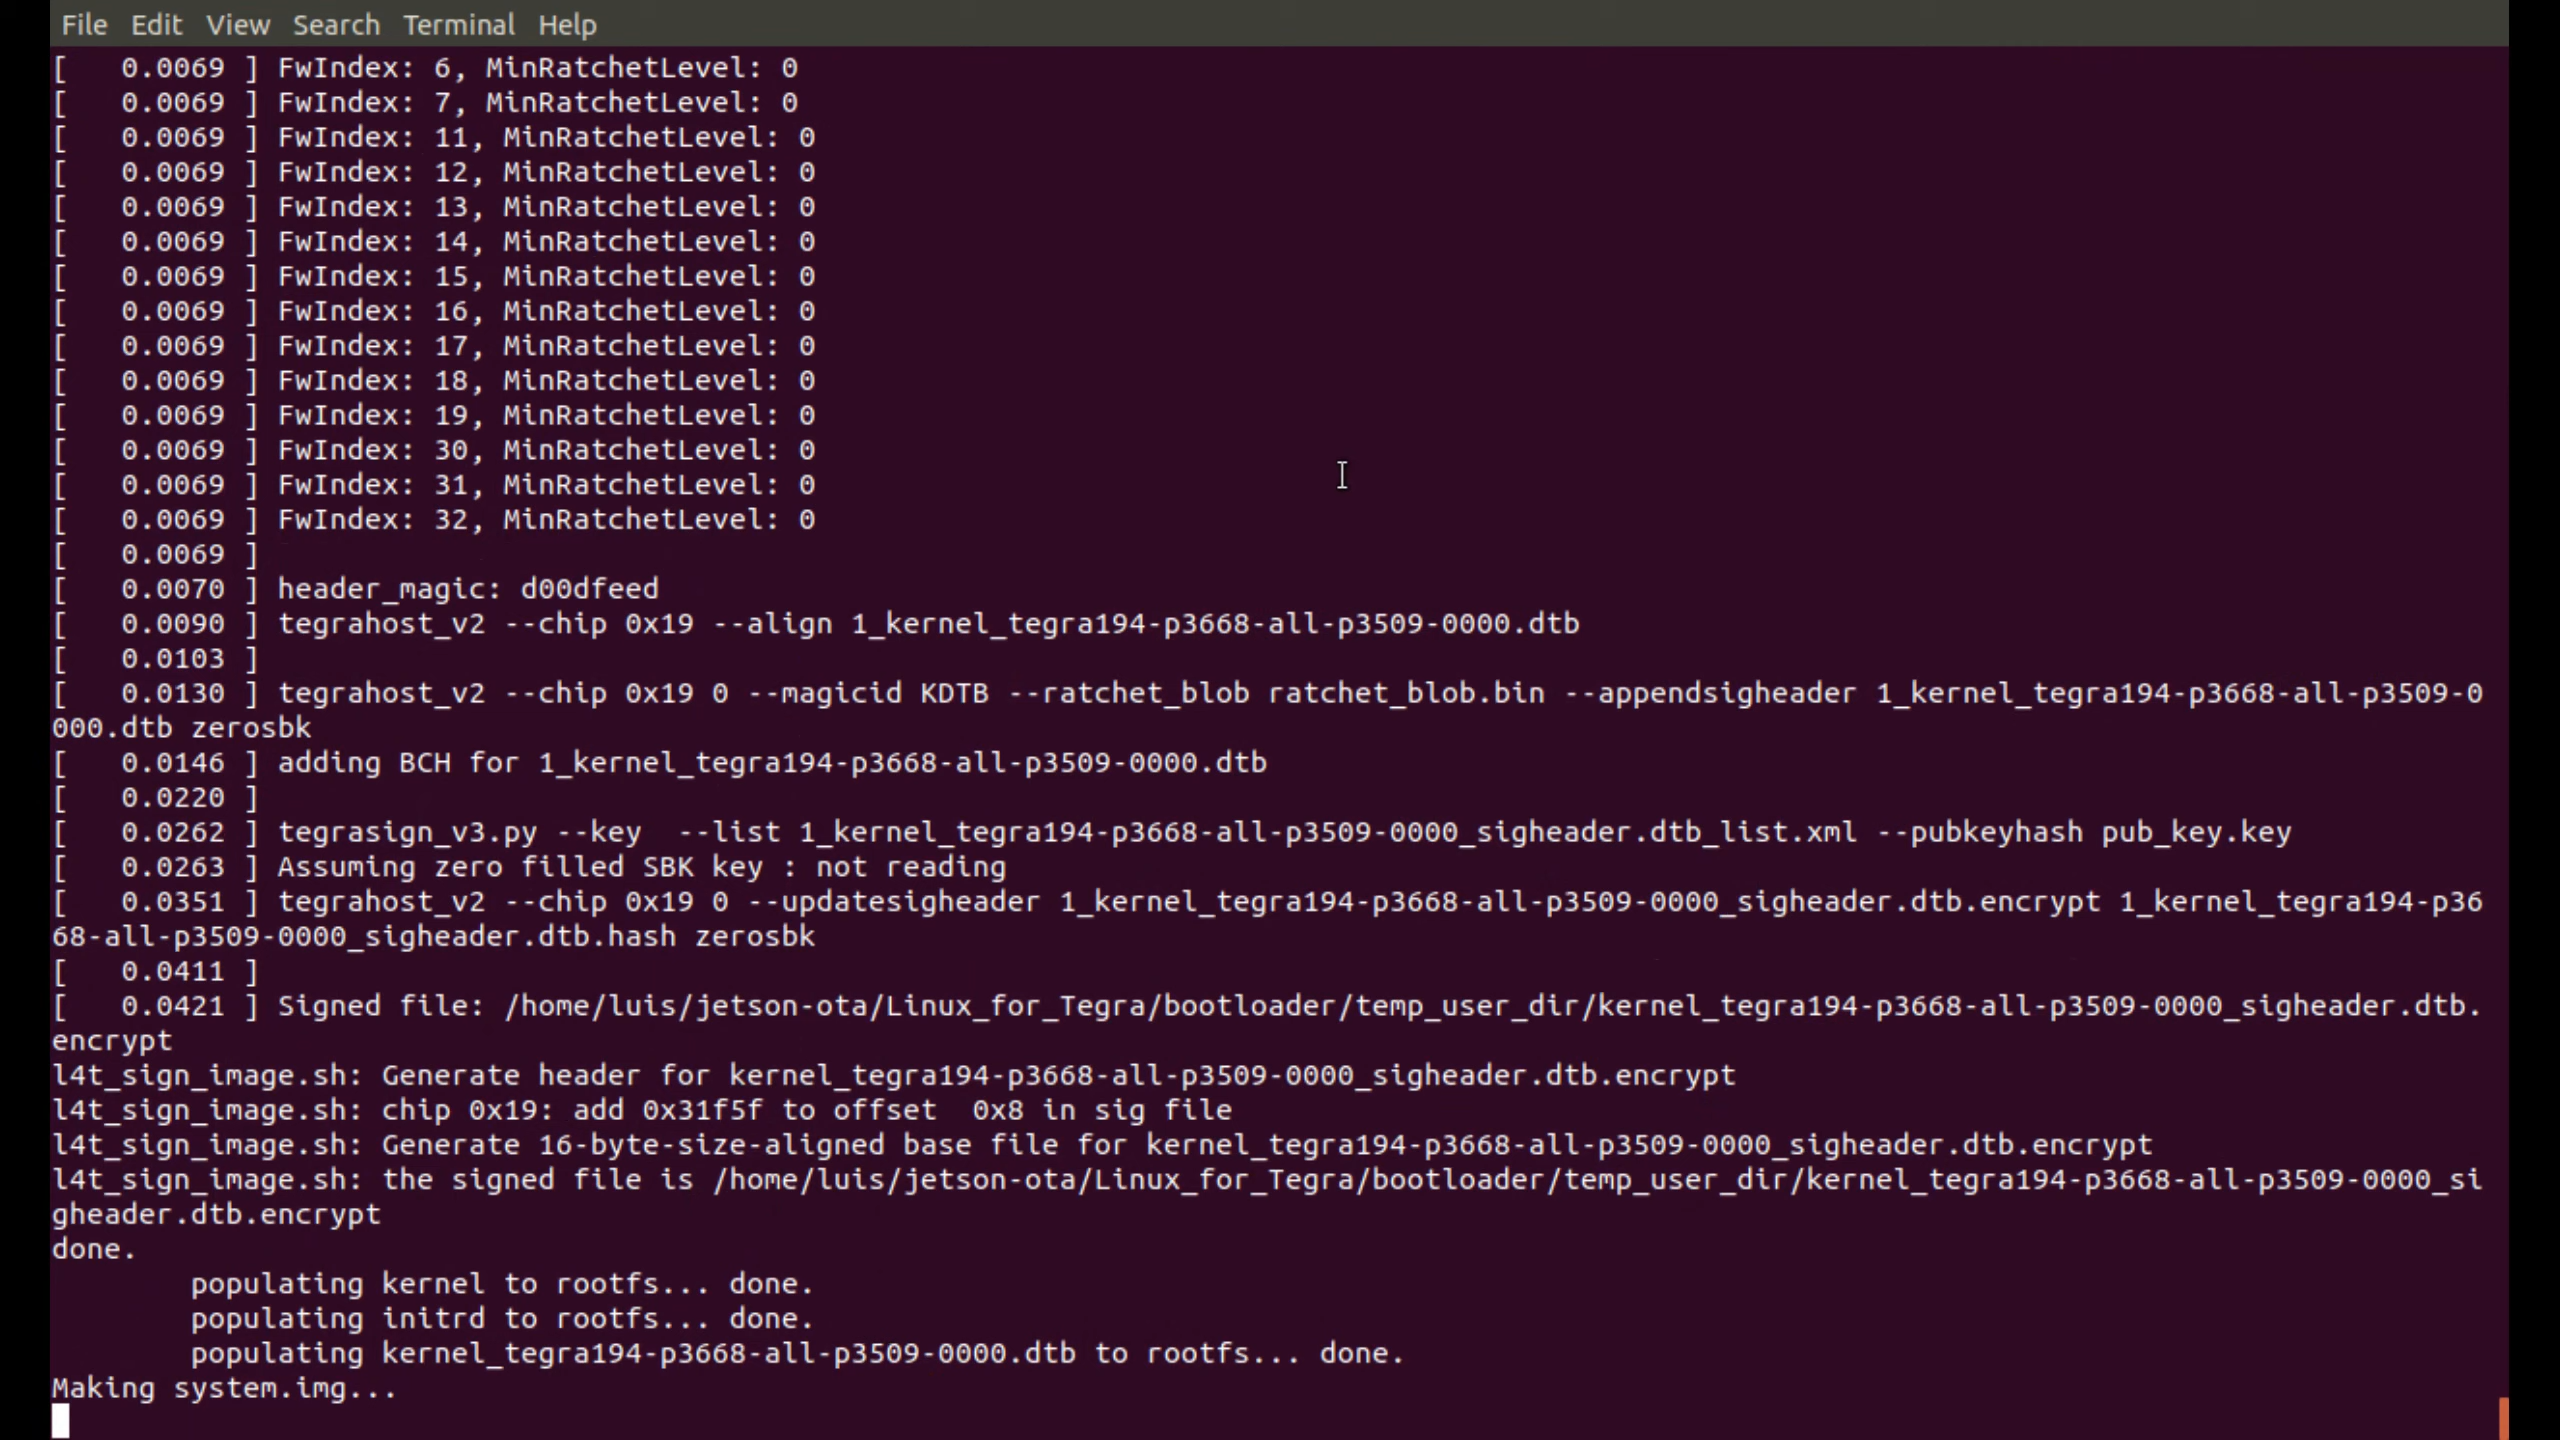 File Edit View Search Terminal Help
[   0.0069 ] FwIndex: 6, MinRatchetLevel: 0
[   0.0069 ] FwIndex: 7, MinRatchetLevel: 0
[   0.0069 ] FwIndex: 11, MinRatchetLevel: 0
[   0.0069 ] FwIndex: 12, MinRatchetLevel: 0
[   0.0069 ] FwIndex: 13, MinRatchetLevel: 0
[   0.0069 ] FwIndex: 14, MinRatchetLevel: 0
[   0.0069 ] FwIndex: 15, MinRatchetLevel: 0
[   0.0069 ] FwIndex: 16, MinRatchetLevel: 0
[   0.0069 ] FwIndex: 17, MinRatchetLevel: 0
[   0.0069 ] FwIndex: 18, MinRatchetLevel: 0
[   0.0069 ] FwIndex: 19, MinRatchetLevel: 0
[   0.0069 ] FwIndex: 30, MinRatchetLevel: 0
[   0.0069 ] FwIndex: 31, MinRatchetLevel: 0
[   0.0069 ] FwIndex: 32, MinRatchetLevel: 0
[   0.0069 ]
[   0.0070 ] header_magic: d00dfeed
[   0.0090 ] tegrahost_v2 --chip 0x19 --align 1_kernel_tegra194-p3668-all-p3509-0000.dtb
[   0.0103 ]
[   0.0130 ] tegrahost_v2 --chip 0x19 0 --magicid KDTB --ratchet_blob ratchet_blob.bin --appendsigheader 1_kernel_tegra194-p3668-all-p3509-0
000.dtb zerosbk
[   0.0146 ] adding BCH for 1_kernel_tegra194-p3668-all-p3509-0000.dtb
[   0.0220 ]
[   0.0262 ] tegrasign_v3.py --key  --list 1_kernel_tegra194-p3668-all-p3509-0000_sigheader.dtb_list.xml --pubkeyhash pub_key.key
[   0.0263 ] Assuming zero filled SBK key : not reading
[   0.0351 ] tegrahost_v2 --chip 0x19 0 --updatesigheader 1_kernel_tegra194-p3668-all-p3509-0000_sigheader.dtb.encrypt 1_kernel_tegra194-p36
68-all-p3509-0000_sigheader.dtb.hash zerosbk
[   0.0411 ]
[   0.0421 ] Signed file: /home/luis/jetson-ota/Linux_for_Tegra/bootloader/temp_user_dir/kernel_tegra194-p3668-all-p3509-0000_sigheader.dtb.
encrypt
l4t_sign_image.sh: Generate header for kernel_tegra194-p3668-all-p3509-0000_sigheader.dtb.encrypt
l4t_sign_image.sh: chip 0x19: add 0x31f5f to offset  0x8 in sig file
l4t_sign_image.sh: Generate 16-byte-size-aligned base file for kernel_tegra194-p3668-all-p3509-0000_sigheader.dtb.encrypt
l4t_sign_image.sh: the signed file is /home/luis/jetson-ota/Linux_for_Tegra/bootloader/temp_user_dir/kernel_tegra194-p3668-all-p3509-0000_si
gheader.dtb.encrypt
done.
        populating kernel to rootfs... done.
        populating initrd to rootfs... done.
        populating kernel_tegra194-p3668-all-p3509-0000.dtb to rootfs... done.
Making system.img...